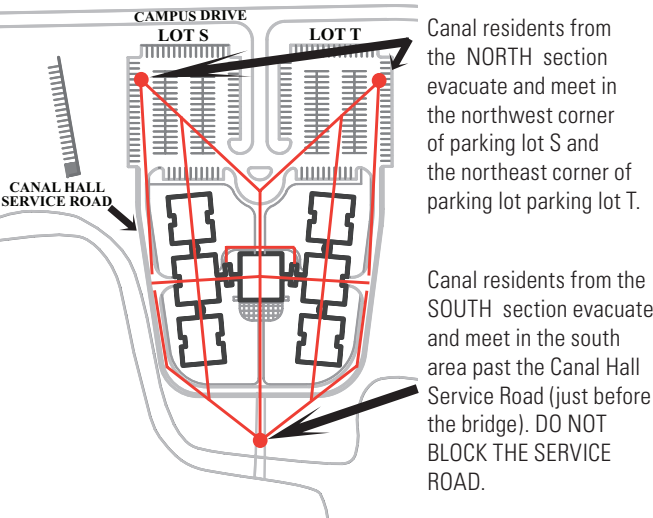 CAMPUS DRIVE
LOT S
LOT T
CANAL HALL
SERVICE ROAD
Canal residents from
the NORTH section
evacuate and meet in
the northwest corner
of parking lot S and
the northeast corner of
parking lot parking lot T.
Canal residents from the
SOUTH section evacuate
and meet in the south
area past the Canal Hall
Service Road (just before
the bridge). DO NOT
BLOCK THE SERVICE
ROAD.